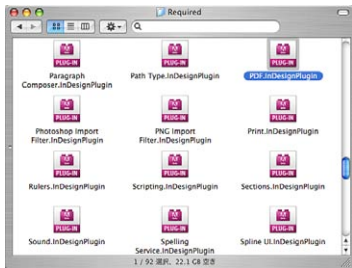 Required
PLUG-IN PLUG-IN PLUG-IN
Paragraph Composer.InDesignPlugin
Path Type.InDesignPlugin
PDF.InDesignPlugin
PLUG-IN PLUG-IN PLUG-IN
Photoshop Import Filter.InDesignPlugin
PNG Import Filter.InDesignPlugin
Print.InDesignPlugin
PLUG-IN PLUG-IN PLUG-IN
Rulers.InDesignPlugin
Scripting.InDesignPlugin
Sections.InDesignPlugin
PLUG-IN PLUG-IN PLUG-IN
Sound.InDesignPlugin
Spelling Service.InDesignPlugin
Spline UI.InDesignPlugin
1 / 92 選択、22.1 GB 空き